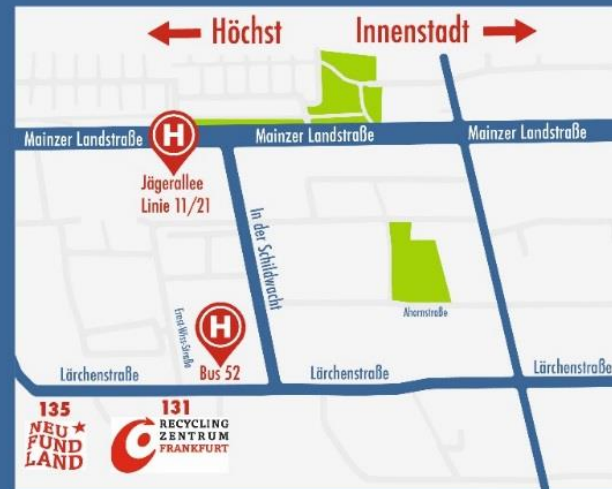 Höchst
Innenstadt
Mainzer Landstraße
H
Mainzer Landstraße
Mainzer Landstraße
Jägerallee
Linie 11/21
In der Schildwacht
Ernst-Wiss-Straße
H
Bus 52
Ahornstraße
Lärchenstraße
Lärchenstraße
Lärchenstraße
135
NEU
FUND
LAND
131
RECYCLING
ZENTRUM
FRANKFURT